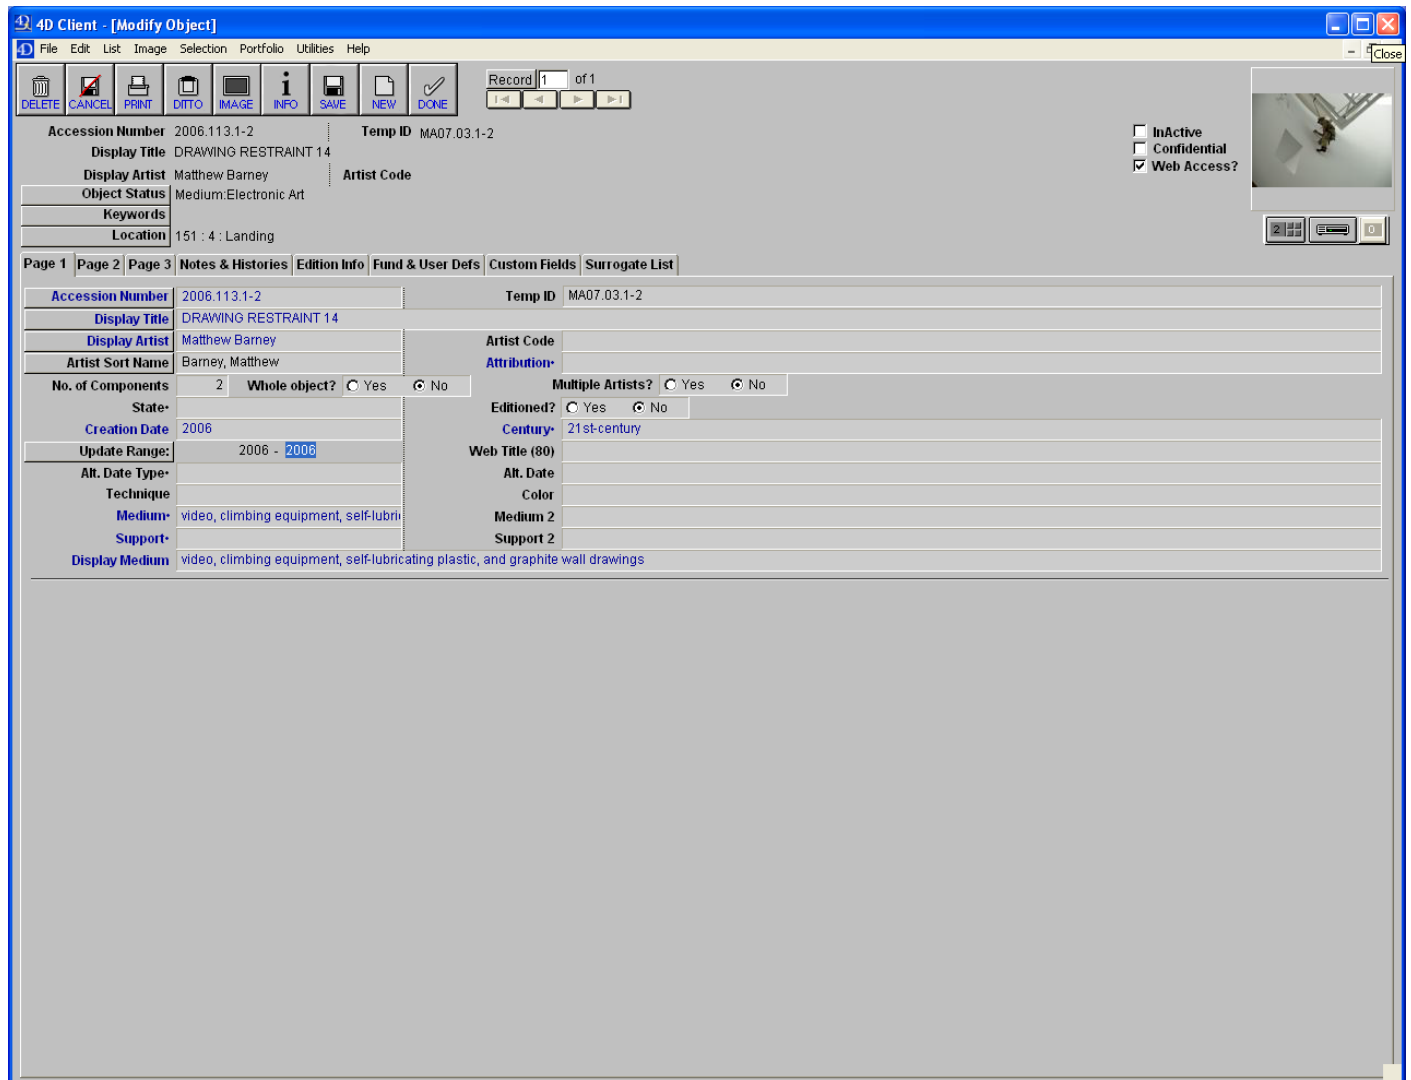 4D Client - [Modify Object]
File Edit List Image Selection Portfolio Utilities Help
Close
DELETE CANCEL PRINT DITTO IMAGE INFO SAVE NEW DONE Record 1 of 1
Accession Number 2006.113.1-2 Temp ID MA07.03.1-2
InActive
Display Title DRAWING RESTRAINT 14
Confidential
Display Artist Matthew Barney Artist Code
Web Access?
Object Status Medium:Electronic Art
Keywords
Location 151 : 4 : Landing
2 0
Page 1 Page 2 Page 3 Notes & Histories Edition Info Fund & User Defs Custom Fields Surrogate List
Accession Number 2006.113.1-2 Temp ID MA07.03.1-2
Display Title DRAWING RESTRAINT 14
Display Artist Matthew Barney Artist Code
Artist Sort Name Barney, Matthew Attribution•
No. of Components 2 Whole object? Yes No Multiple Artists? Yes No
State• Editioned? Yes No
Creation Date 2006 Century• 21st-century
Update Range: 2006 - 2006 Web Title (80)
Alt. Date Type• Alt. Date
Technique Color
Medium• video, climbing equipment, self-lubri Medium 2
Support• Support 2
Display Medium video, climbing equipment, self-lubricating plastic, and graphite wall drawings